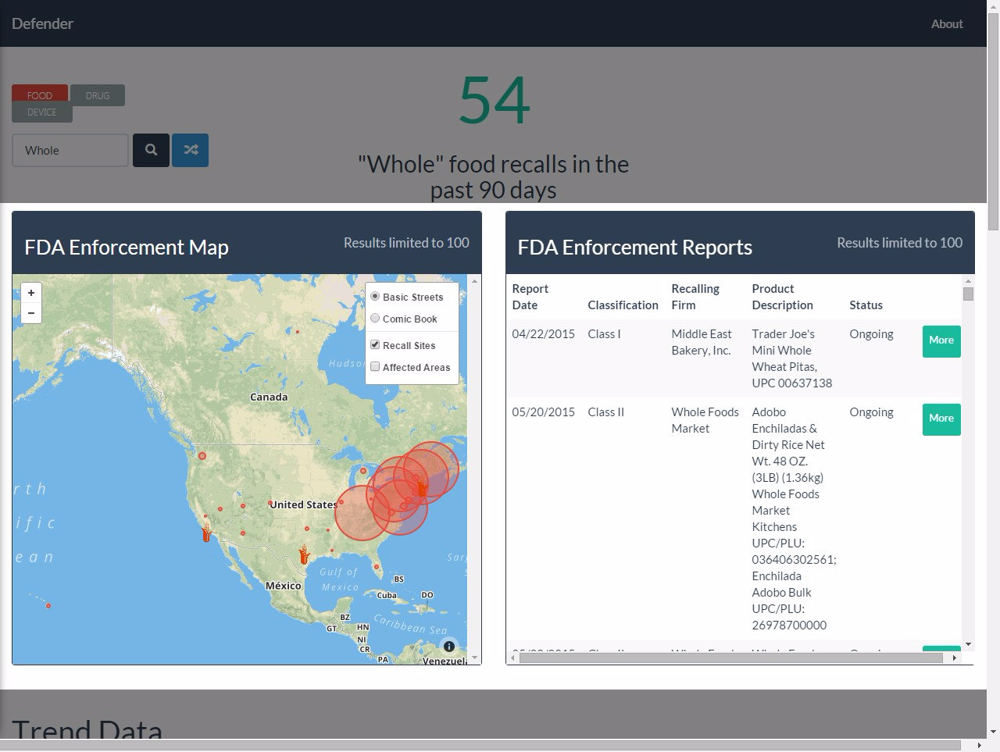 Defender
About
FOOD
DRUG
DEVICE
Whole
54
"Whole" food recalls in the
past 90 days
FDA Enforcement Map
Results limited to 100
+
−
Basic Streets
Comic Book
Recall Sites
Affected Areas
Hudso
Canada
United States
México
rth
ific
ean
Gulf of
Mexico
Sar
BS
Cuba
DO
BZ
GT
HN
NI
CR
PA
Caribbean Sea
Venezuela
FDA Enforcement Reports
Results limited to 100
Report
Date
Classification
Recalling
Firm
Product
Description
Status
04/22/2015
Class I
Middle East
Bakery, Inc.
Trader Joe's
Mini Whole
Wheat Pitas,
UPC 00637138
Ongoing
More
05/20/2015
Class II
Whole Foods
Market
Adobo
Enchiladas &
Dirty Rice Net
Wt. 48 OZ.
(3LB) (1.36kg)
Whole Foods
Market
Kitchens
UPC/PLU:
036406302561;
Enchilada
Adobo Bulk
UPC/PLU:
26978700000
Ongoing
More
Trend Data